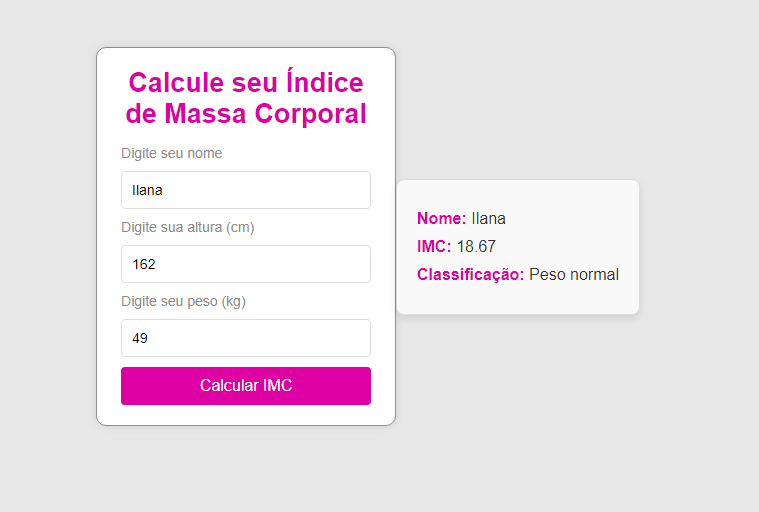 Calcule seu Índice
de Massa Corporal
Digite seu nome
Ilana
Digite sua altura (cm)
162
Digite seu peso (kg)
49
Calcular IMC
Nome: Ilana
IMC: 18.67
Classificação: Peso normal